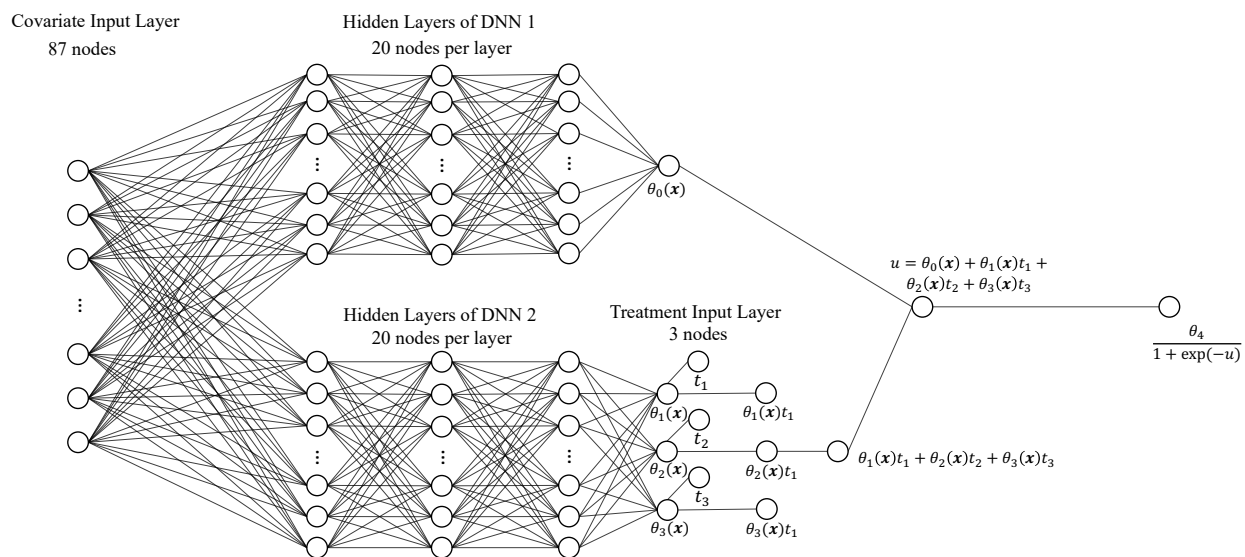 Covariate Input Layer
87 nodes
Hidden Layers of DNN 1
20 nodes per layer
⋮
⋮
⋮
⋮
θ₀(x)
u = θ₀(x) + θ₁(x)t₁ +
θ₂(x)t₂ + θ₃(x)t₃
θ₄
1 + exp(−u)
Hidden Layers of DNN 2
20 nodes per layer
Treatment Input Layer
3 nodes
t₁
θ₁(x)
θ₁(x)t₁
t₂
⋮
⋮
⋮
θ₂(x)
θ₂(x)t₁
θ₁(x)t₁ + θ₂(x)t₂ + θ₃(x)t₃
t₃
θ₃(x)
θ₃(x)t₁